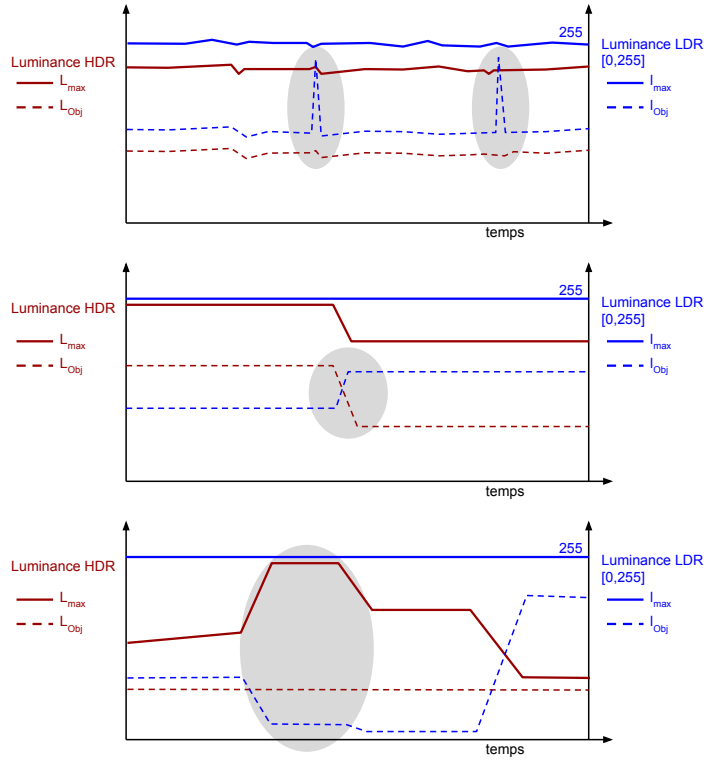 255
Luminance HDR
Lmax
LObj
Luminance LDR
[0,255]
Imax
IObj
temps
255
Luminance HDR
Lmax
LObj
Luminance LDR
[0,255]
Imax
IObj
temps
255
Luminance HDR
Lmax
LObj
Luminance LDR
[0,255]
Imax
IObj
temps